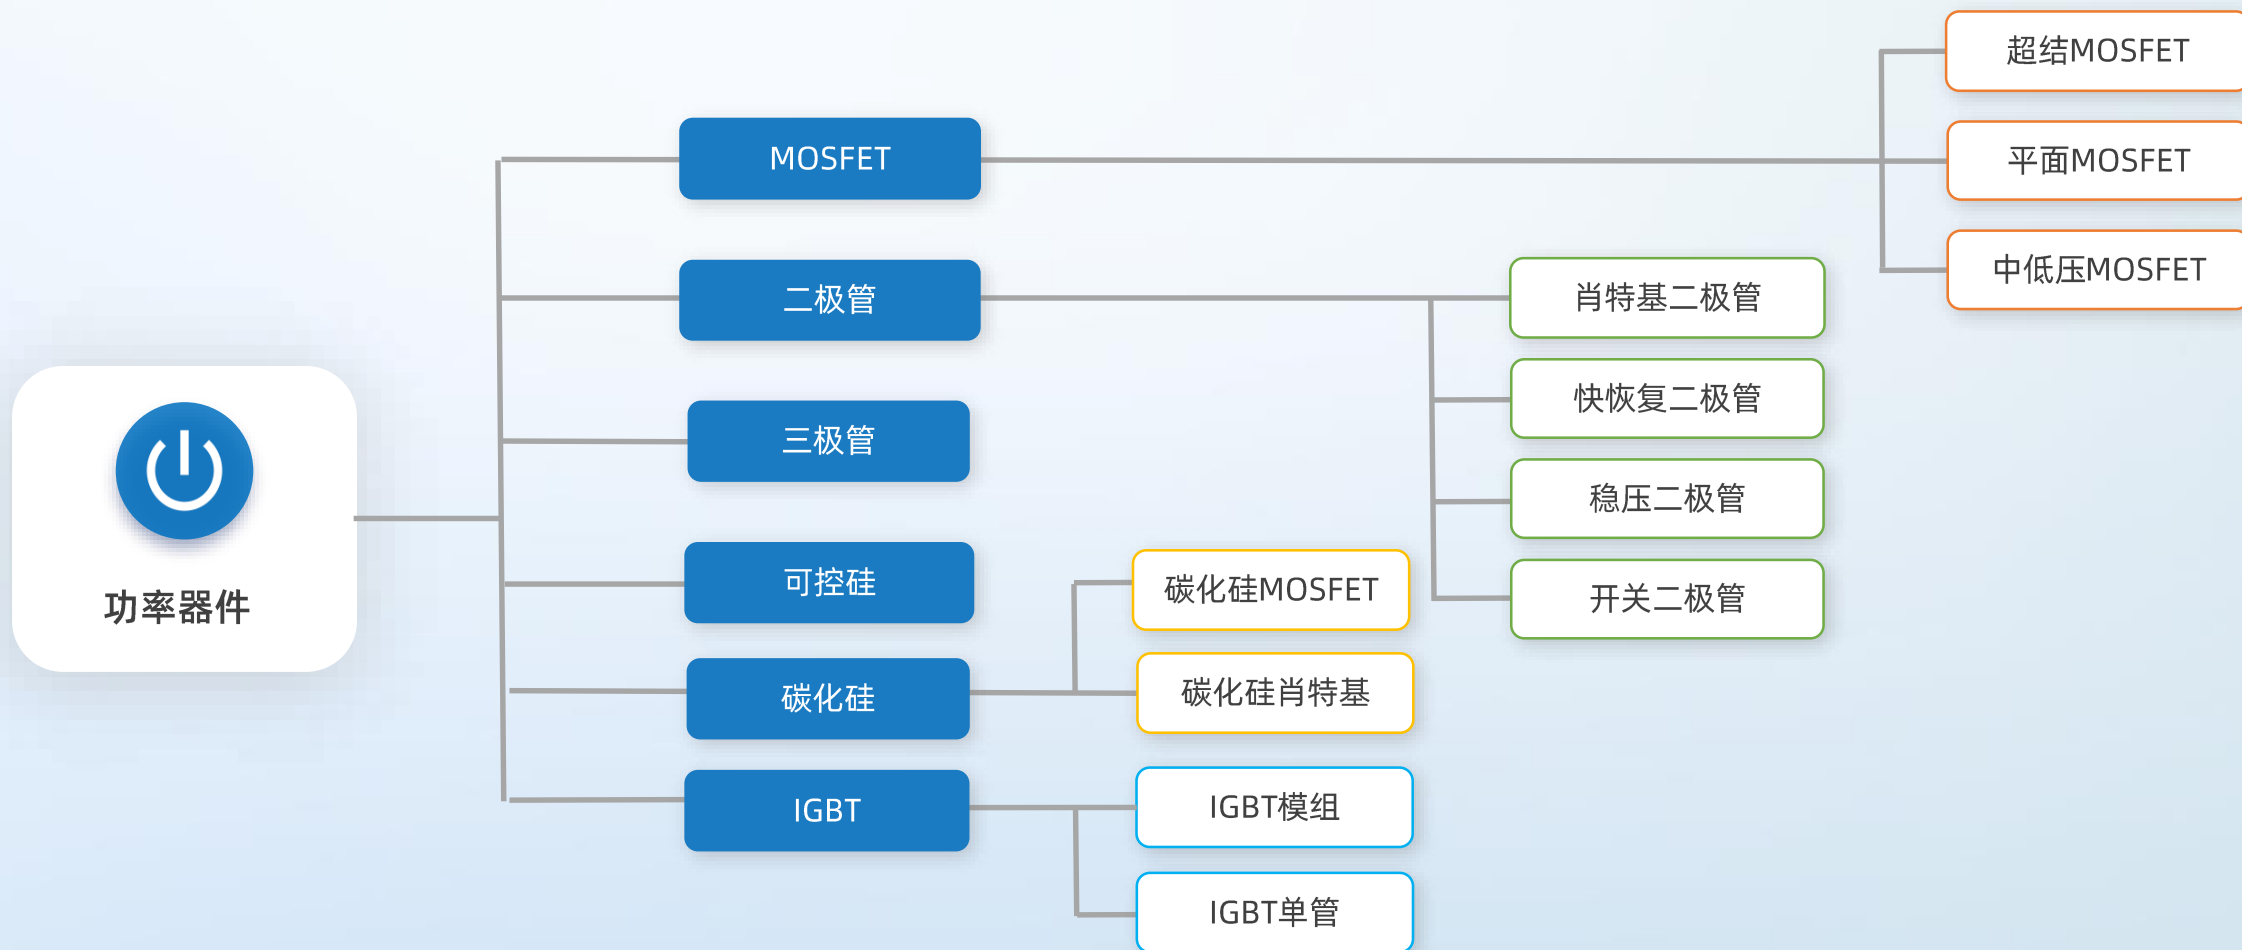 功率器件
MOSFET
二极管
三极管
可控硅
碳化硅
IGBT
超结MOSFET
平面MOSFET
中低压MOSFET
肖特基二极管
快恢复二极管
稳压二极管
开关二极管
碳化硅MOSFET
碳化硅肖特基
IGBT模组
IGBT单管